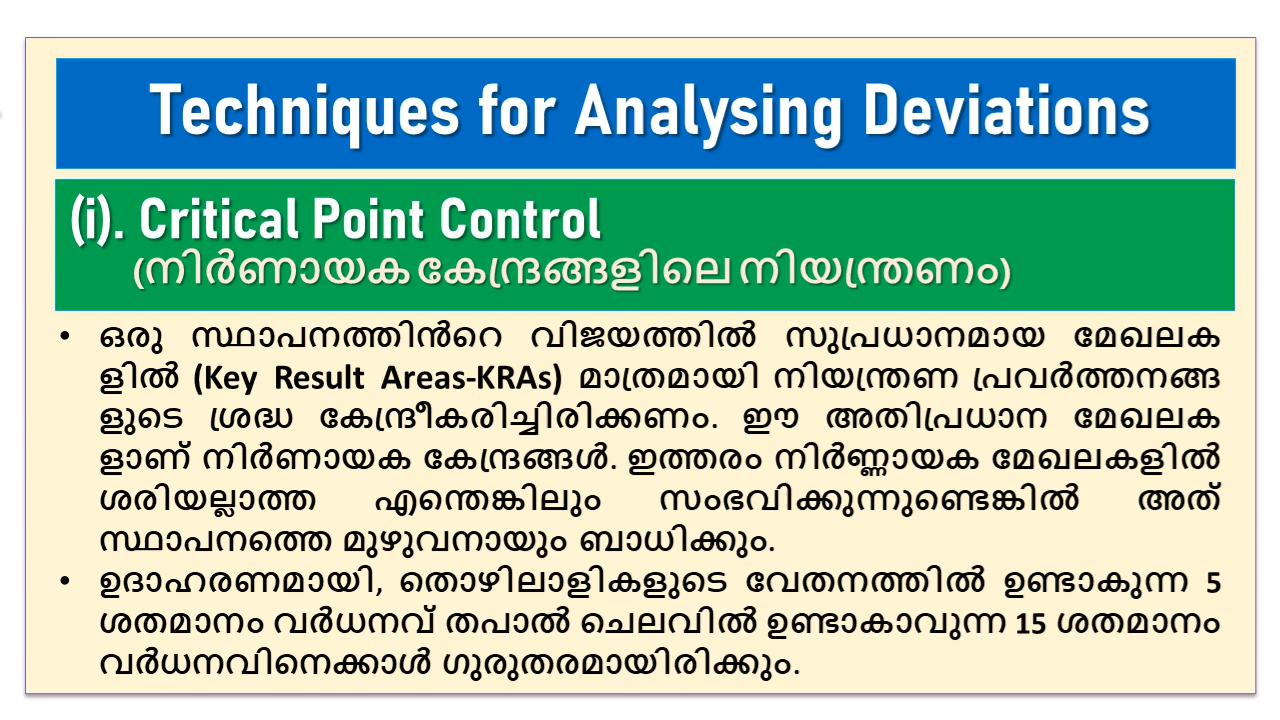 Techniques for Analysing Deviations
(i). Critical Point Control
(നിർണായക കേന്ദ്രങ്ങളിലെ നിയന്ത്രണം)
• ഒരു സ്ഥാപനത്തിൻറെ വിജയത്തിൽ സുപ്രധാനമായ മേഖലക
ളിൽ (Key Result Areas-KRAs) മാത്രമായി നിയന്ത്രണ പ്രവർത്തനങ്ങ
ളുടെ ശ്രദ്ധ കേന്ദ്രീകരിച്ചിരിക്കണം. ഈ അതിപ്രധാന മേഖലക
ളാണ് നിർണായക കേന്ദ്രങ്ങൾ. ഇത്തരം നിർണ്ണായക മേഖലകളിൽ
ശരിയല്ലാത്ത എന്തെങ്കിലും സംഭവിക്കുന്നുണ്ടെങ്കിൽ അത്
സ്ഥാപനത്തെ മുഴുവനായും ബാധിക്കും.
• ഉദാഹരണമായി, തൊഴിലാളികളുടെ വേതനത്തിൽ ഉണ്ടാകുന്ന 5
ശതമാനം വർധനവ് തപാൽ ചെലവിൽ ഉണ്ടാകാവുന്ന 15 ശതമാനം
വർധനവിനെക്കാൾ ഗുരുതരമായിരിക്കും.